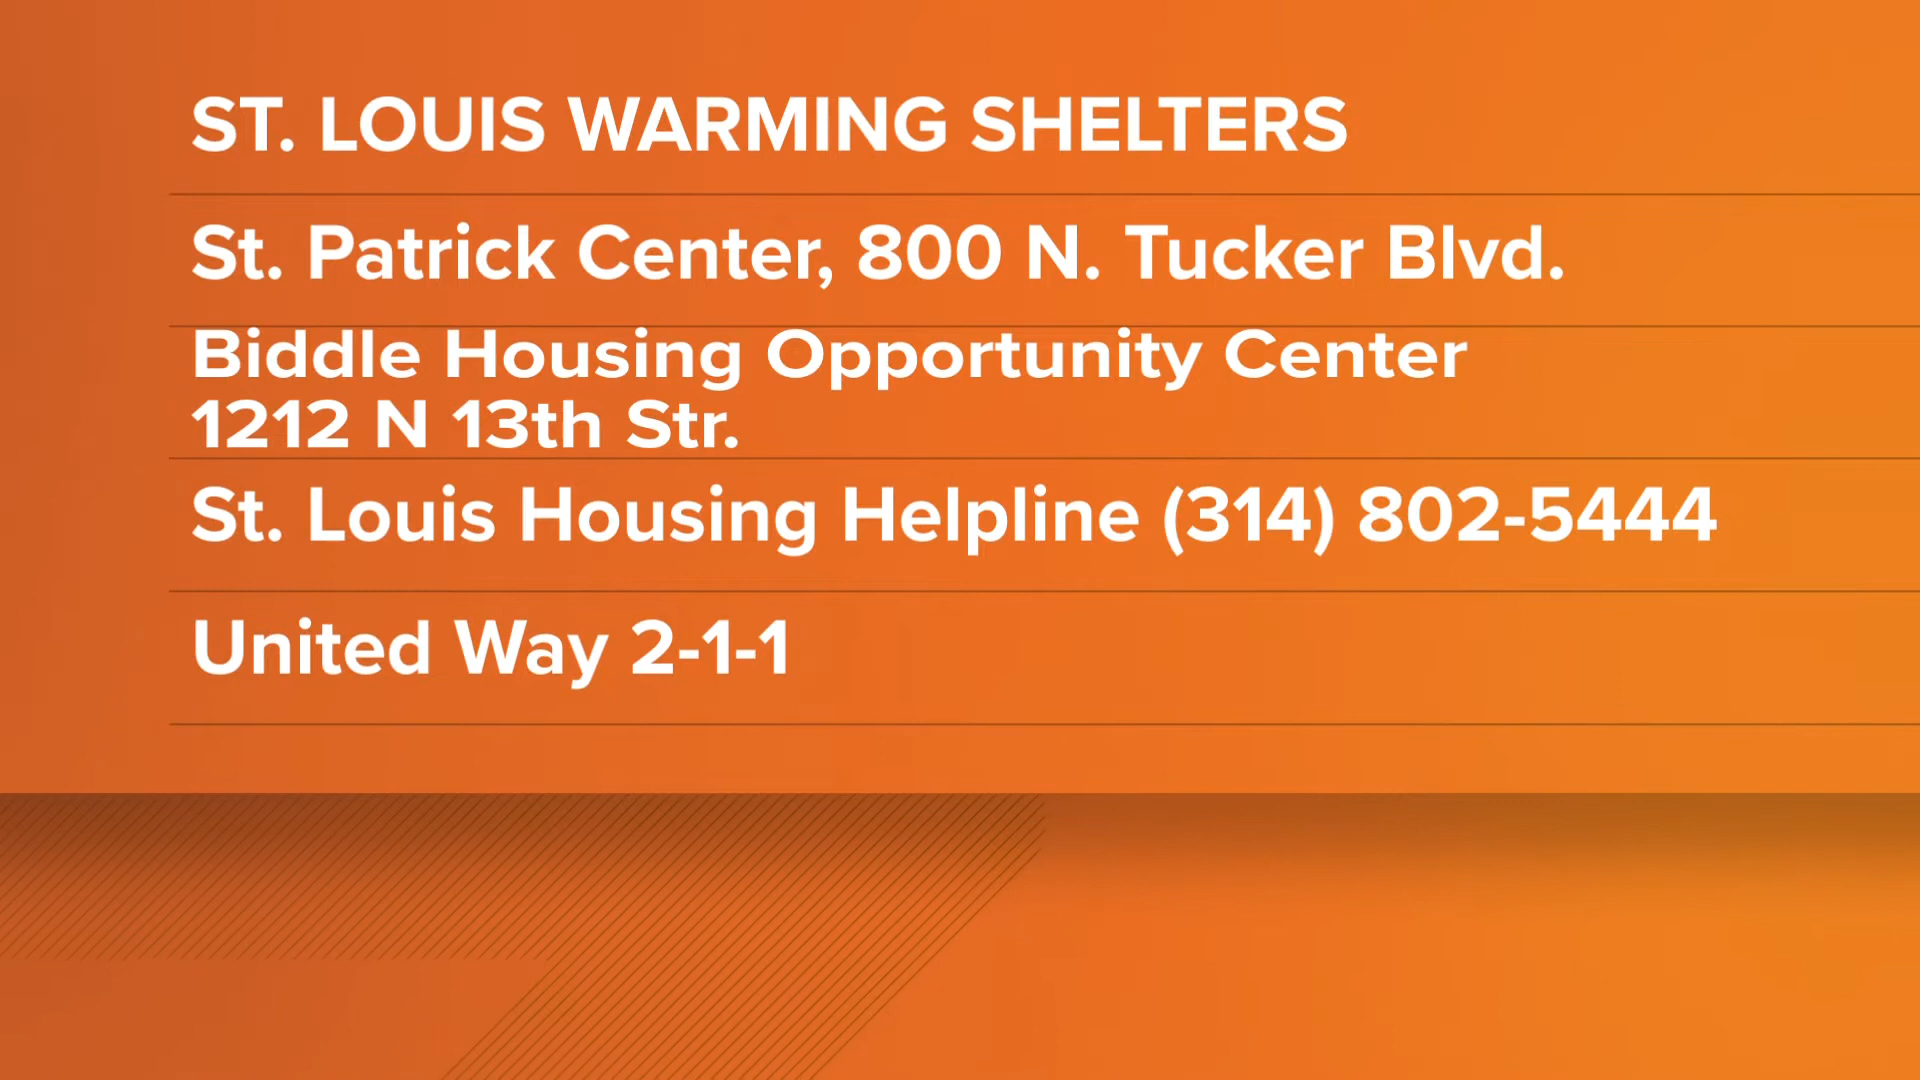 ST. LOUIS WARMING SHELTERS
St. Patrick Center, 800 N. Tucker Blvd.
Biddle Housing Opportunity Center
1212 N 13th Str.
St. Louis Housing Helpline (314) 802-5444
United Way 2-1-1